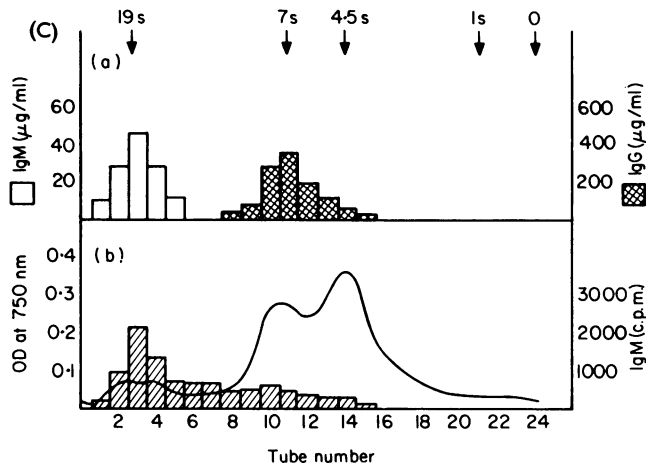 (C)
19s 7s 4·5s 1s 0
(a)
IgM (μg/ml)
60
40
20
600
400
200
IgG (μg/ml)
(b)
OD at 750 nm
0·4
0·3
0·2
0·1
3000
2000
1000
IgM (c.p.m.)
2 4 6 8 10 12 14 16 18 20 22 24
Tube number